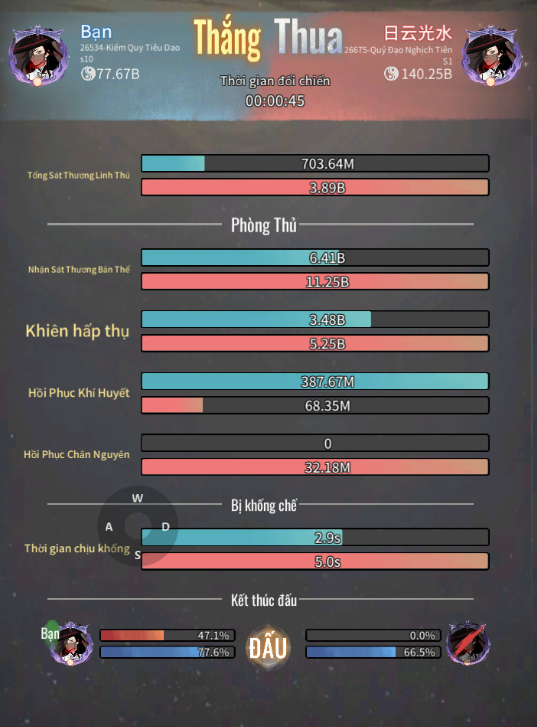 Bạn
26534-Kiếm Quy Tiêu Dao
s10
77.67B
Thắng Thua
日云光水
26675-Quỷ Đạo Nghịch Tiên
S1
140.25B
Thời gian đối chiến
00:00:45
Tổng Sát Thương Linh Thú
703.64M
3.89B
Phòng Thủ
Nhận Sát Thương Bản Thể
6.41B
11.25B
Khiên hấp thụ
3.48B
5.25B
Hồi Phục Khí Huyết
387.67M
68.35M
Hồi Phục Chân Nguyên
0
32.18M
Bị khống chế
W
A D
S
Thời gian chịu khống
2.9s
5.0s
Kết thúc đấu
Bạn
47.1%
77.6%
ĐẤU
0.0%
66.5%